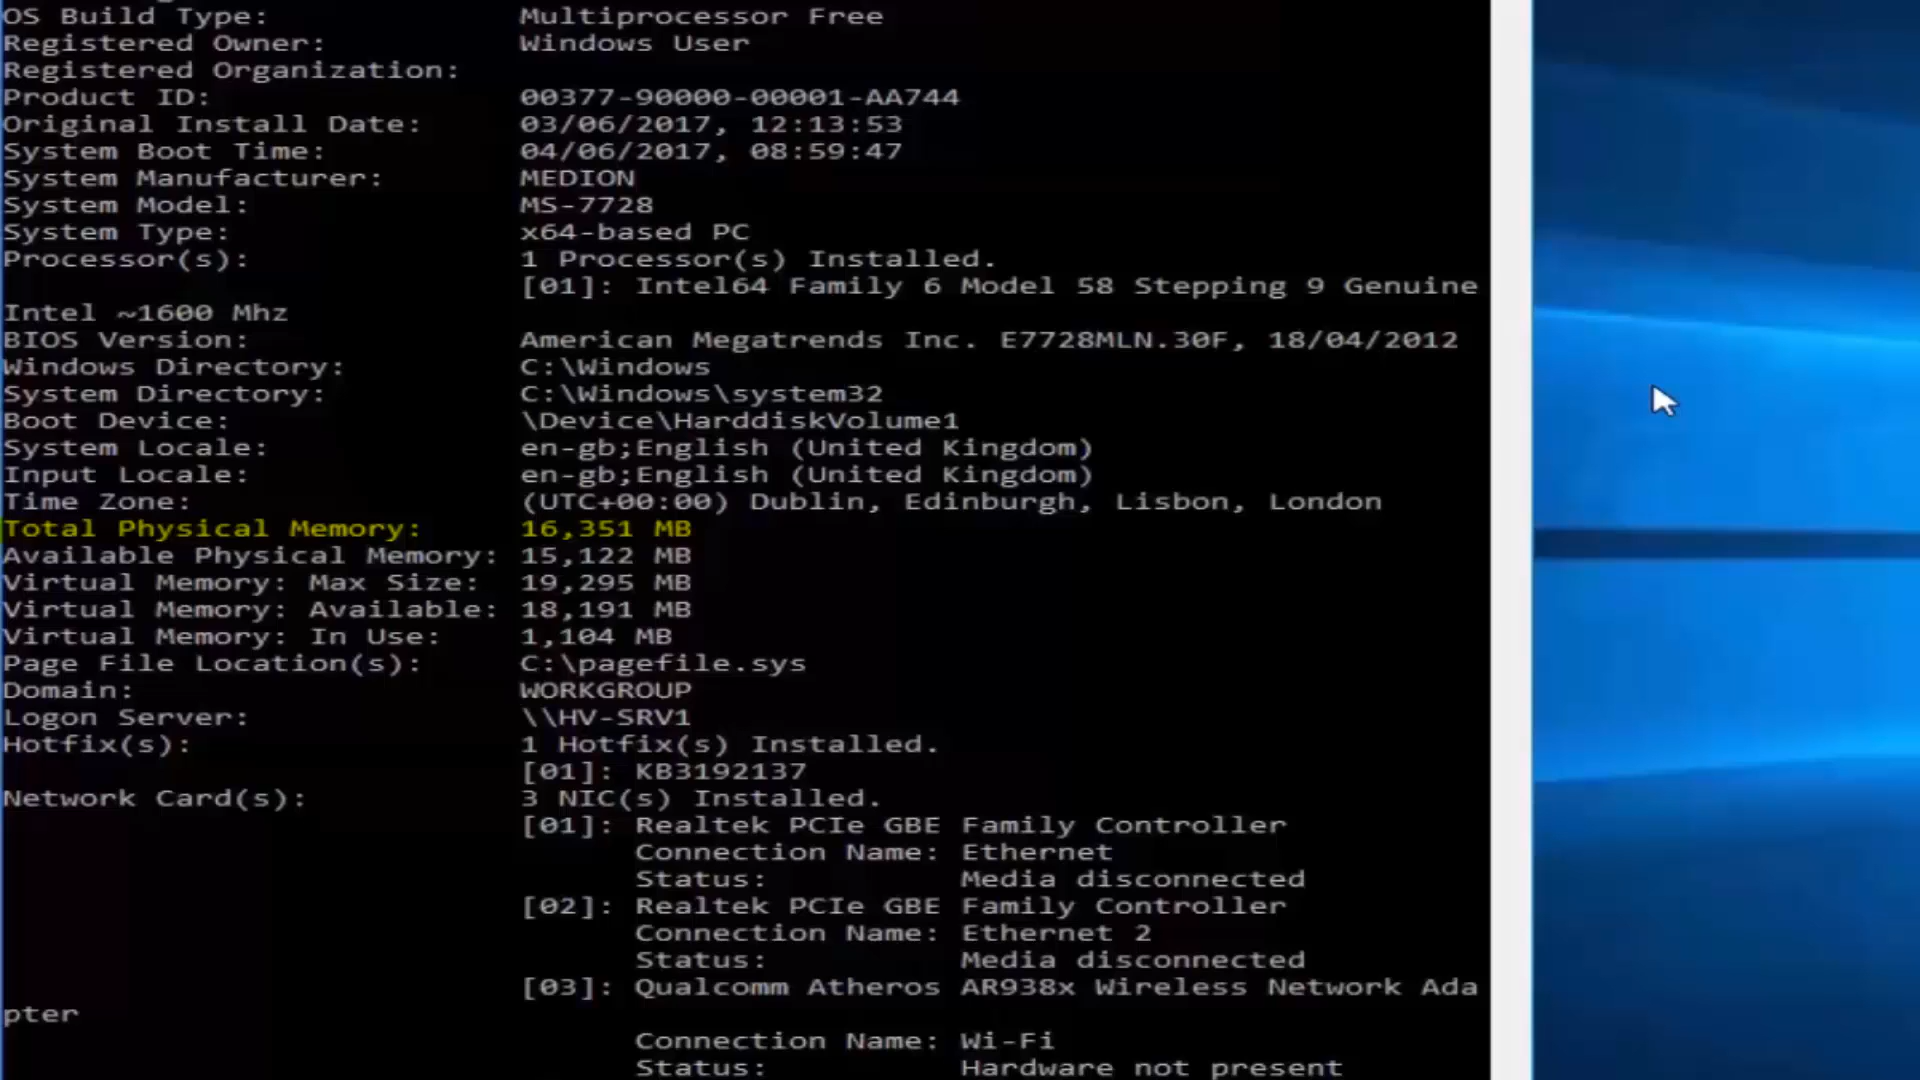 OS Build Type: Multiprocessor Free
Registered Owner: Windows User
Registered Organization:
Product ID: 00377-90000-00001-AA744
Original Install Date: 03/06/2017, 12:13:53
System Boot Time: 04/06/2017, 08:59:47
System Manufacturer: MEDION
System Model: MS-7728
System Type: x64-based PC
Processor(s): 1 Processor(s) Installed.
[01]: Intel64 Family 6 Model 58 Stepping 9 Genuine
Intel ~1600 Mhz
BIOS Version: American Megatrends Inc. E7728MLN.30F, 18/04/2012
Windows Directory: C:\Windows
System Directory: C:\Windows\system32
Boot Device: \Device\HarddiskVolume1
System Locale: en-gb;English (United Kingdom)
Input Locale: en-gb;English (United Kingdom)
Time Zone: (UTC+00:00) Dublin, Edinburgh, Lisbon, London
Total Physical Memory: 16,351 MB
Available Physical Memory: 15,122 MB
Virtual Memory: Max Size: 19,295 MB
Virtual Memory: Available: 18,191 MB
Virtual Memory: In Use: 1,104 MB
Page File Location(s): C:\pagefile.sys
Domain: WORKGROUP
Logon Server: \\HV-SRV1
Hotfix(s): 1 Hotfix(s) Installed.
[01]: KB3192137
Network Card(s): 3 NIC(s) Installed.
[01]: Realtek PCIe GBE Family Controller
Connection Name: Ethernet
Status: Media disconnected
[02]: Realtek PCIe GBE Family Controller
Connection Name: Ethernet 2
Status: Media disconnected
[03]: Qualcomm Atheros AR938x Wireless Network Ada
pter
Connection Name: Wi-Fi
Status: Hardware not present